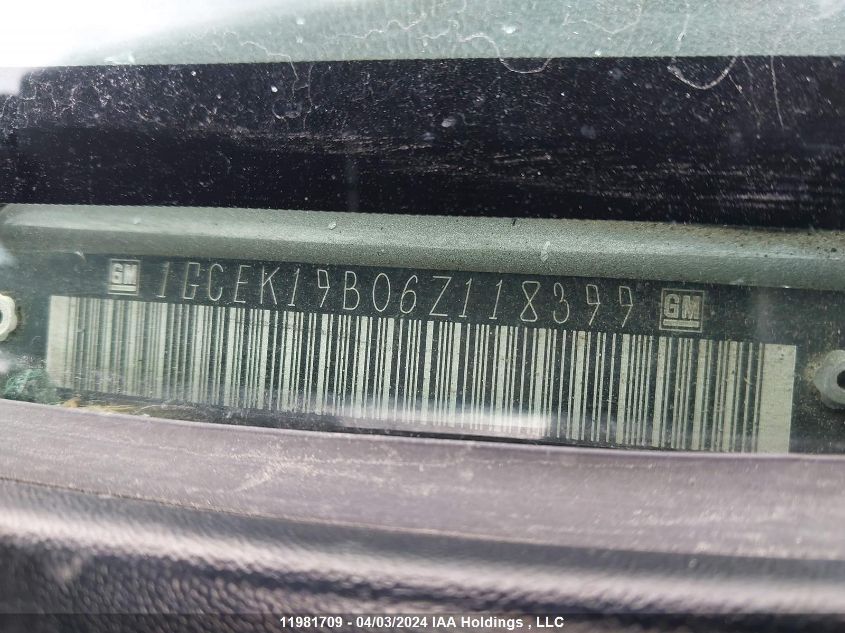 GM 1GCEK19B06Z118399 GM
11981709 - 04/03/2024 IAA Holdings , LLC